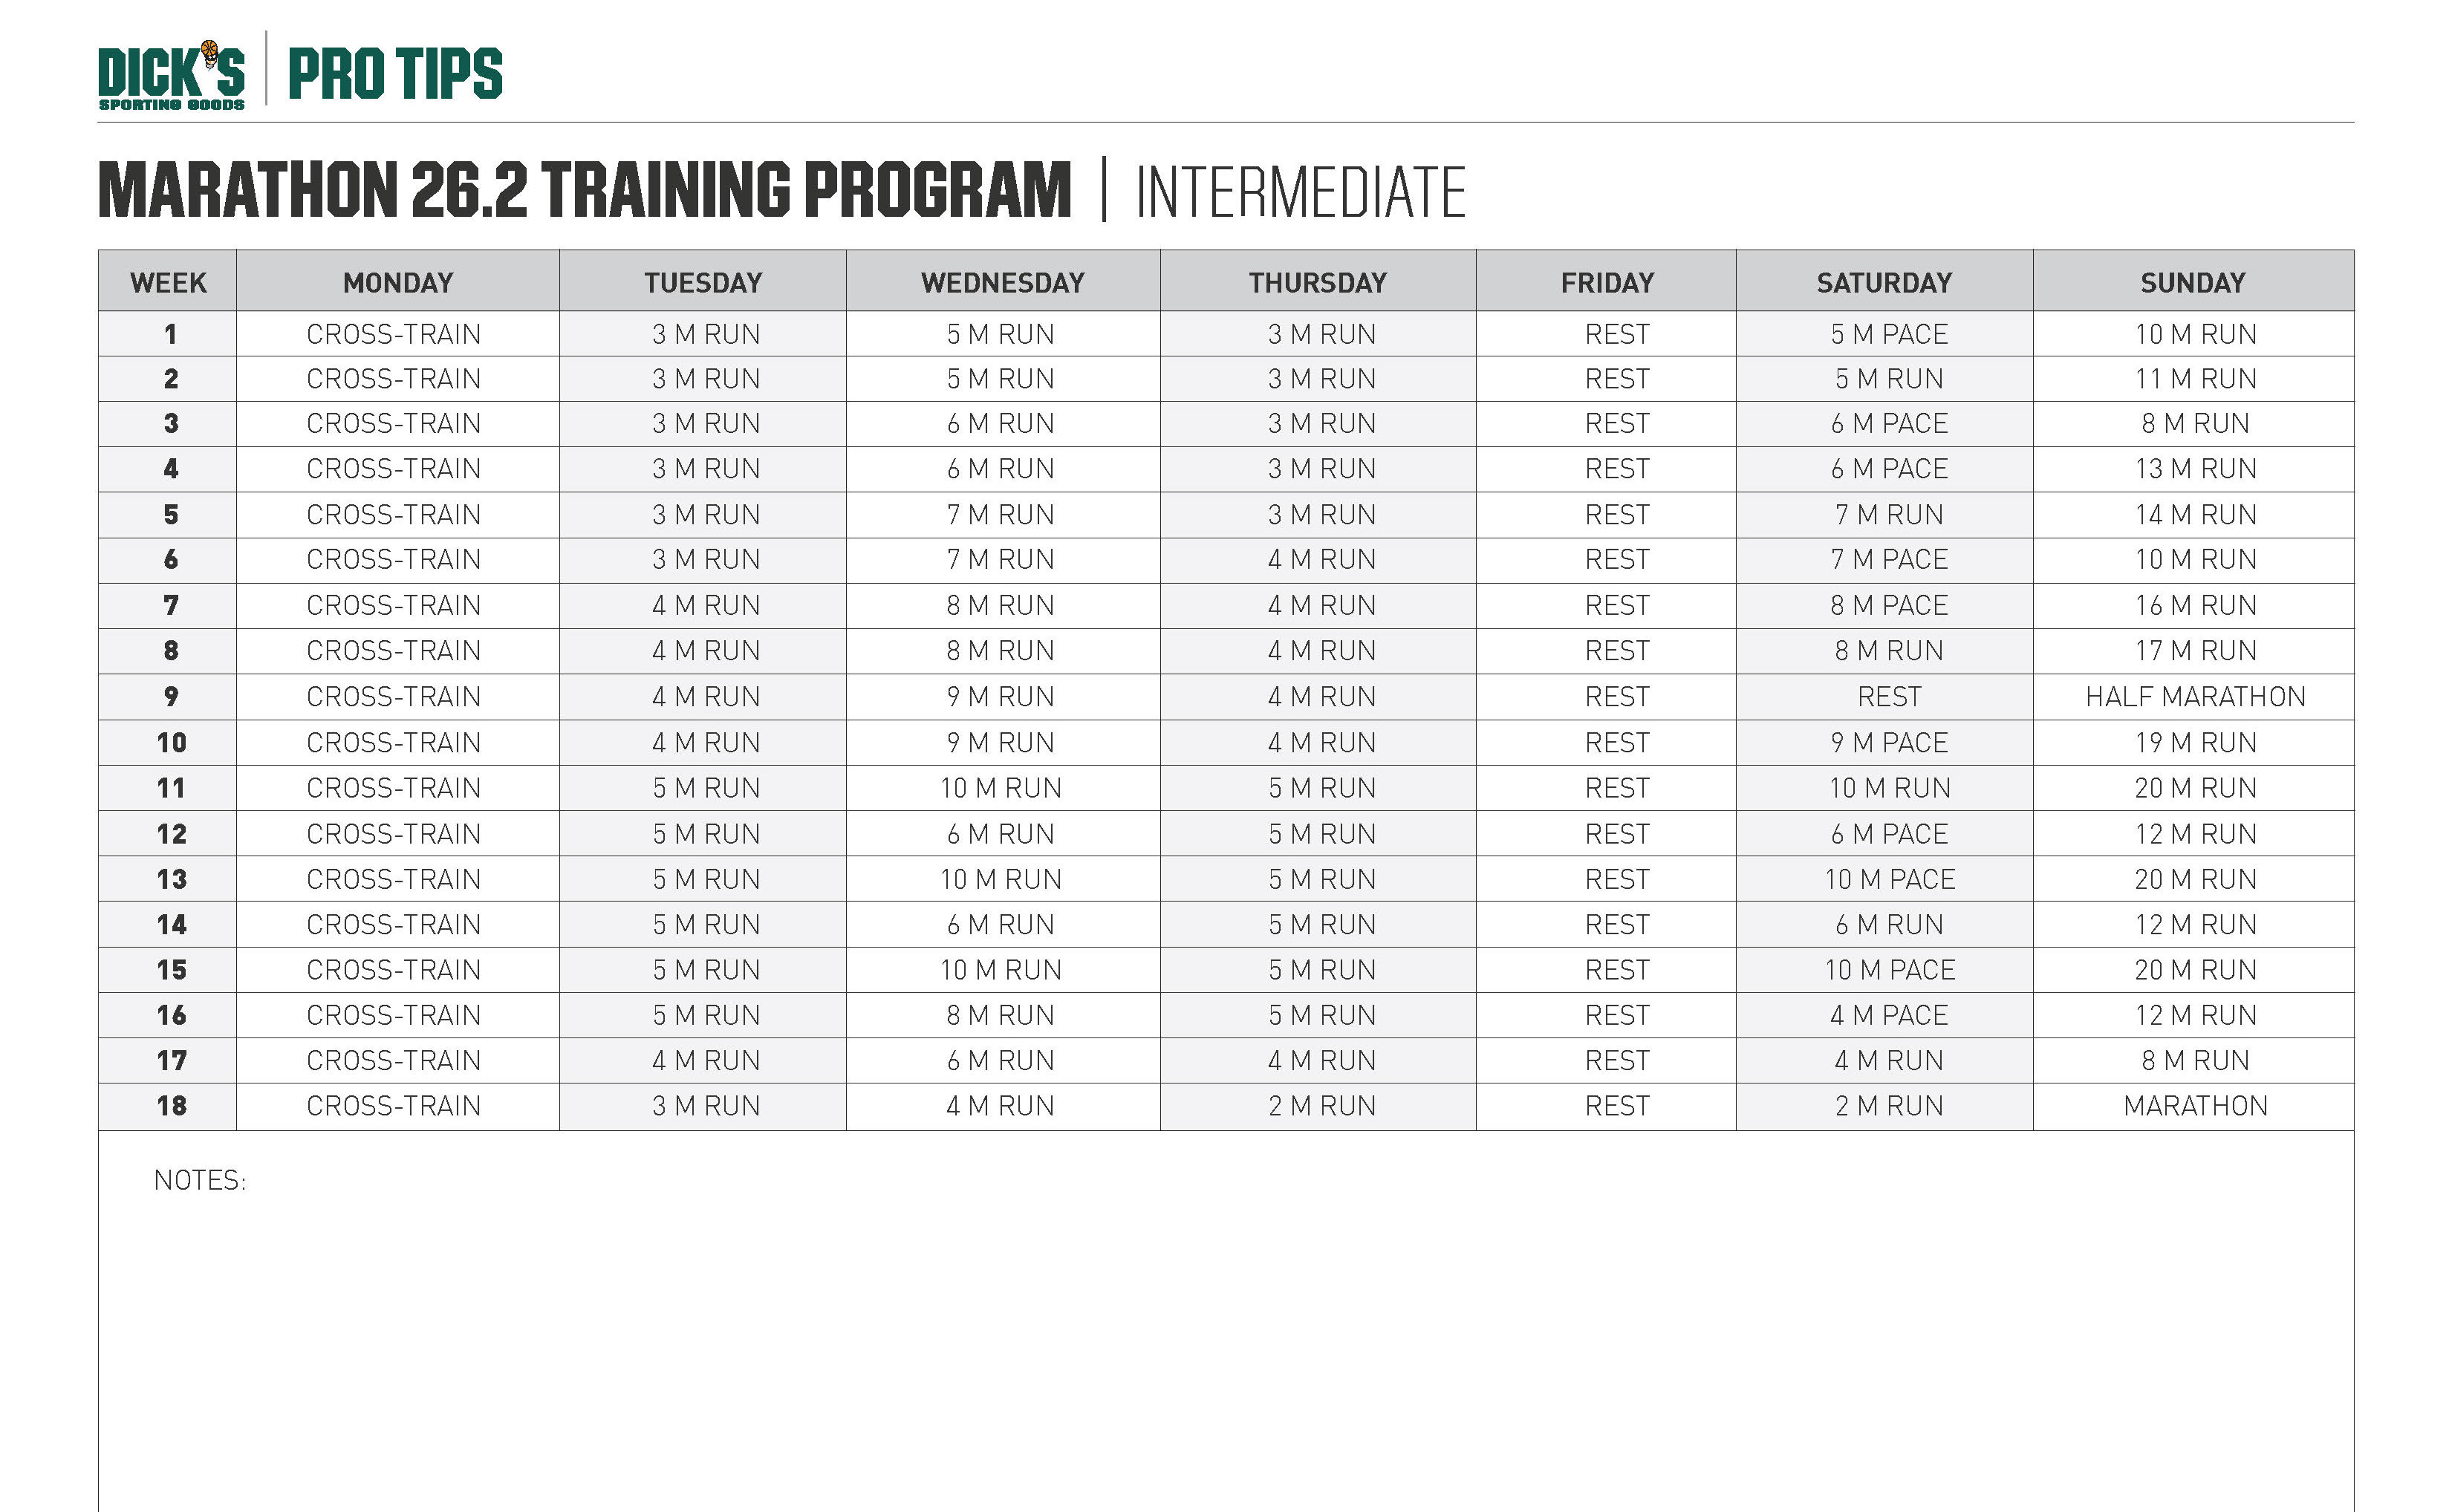 DICK'S | PRO TIPS
SPORTING GOODS
MARATHON 26.2 TRAINING PROGRAM | INTERMEDIATE
WEEK MONDAY TUESDAY WEDNESDAY THURSDAY FRIDAY SATURDAY SUNDAY
1 CROSS-TRAIN 3 M RUN 5 M RUN 3 M RUN REST 5 M PACE 10 M RUN
2 CROSS-TRAIN 3 M RUN 5 M RUN 3 M RUN REST 5 M RUN 11 M RUN
3 CROSS-TRAIN 3 M RUN 6 M RUN 3 M RUN REST 6 M PACE 8 M RUN
4 CROSS-TRAIN 3 M RUN 6 M RUN 3 M RUN REST 6 M PACE 13 M RUN
5 CROSS-TRAIN 3 M RUN 7 M RUN 3 M RUN REST 7 M RUN 14 M RUN
6 CROSS-TRAIN 3 M RUN 7 M RUN 4 M RUN REST 7 M PACE 10 M RUN
7 CROSS-TRAIN 4 M RUN 8 M RUN 4 M RUN REST 8 M PACE 16 M RUN
8 CROSS-TRAIN 4 M RUN 8 M RUN 4 M RUN REST 8 M RUN 17 M RUN
9 CROSS-TRAIN 4 M RUN 9 M RUN 4 M RUN REST REST HALF MARATHON
10 CROSS-TRAIN 4 M RUN 9 M RUN 4 M RUN REST 9 M PACE 19 M RUN
11 CROSS-TRAIN 5 M RUN 10 M RUN 5 M RUN REST 10 M RUN 20 M RUN
12 CROSS-TRAIN 5 M RUN 6 M RUN 5 M RUN REST 6 M PACE 12 M RUN
13 CROSS-TRAIN 5 M RUN 10 M RUN 5 M RUN REST 10 M PACE 20 M RUN
14 CROSS-TRAIN 5 M RUN 6 M RUN 5 M RUN REST 6 M RUN 12 M RUN
15 CROSS-TRAIN 5 M RUN 10 M RUN 5 M RUN REST 10 M PACE 20 M RUN
16 CROSS-TRAIN 5 M RUN 8 M RUN 5 M RUN REST 4 M PACE 12 M RUN
17 CROSS-TRAIN 4 M RUN 6 M RUN 4 M RUN REST 4 M RUN 8 M RUN
18 CROSS-TRAIN 3 M RUN 4 M RUN 2 M RUN REST 2 M RUN MARATHON
NOTES: